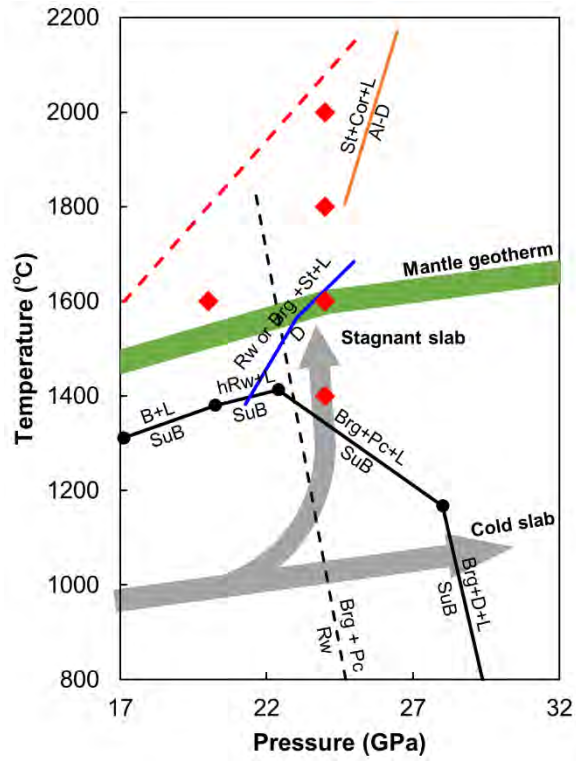 2200
2000
St+Cor+L
Al-D
1800
Mantle geotherm
1600
Rw or Brg +St+L
D
Stagnant slab
1400
hRw+L
B+L
SuB
SuB
Brg+Pc+L
SuB
1200
Cold slab
1000
Brg+D+L
SuB
Brg + Pc
Rw
800
17
22
27
32
Temperature (°C)
Pressure (GPa)